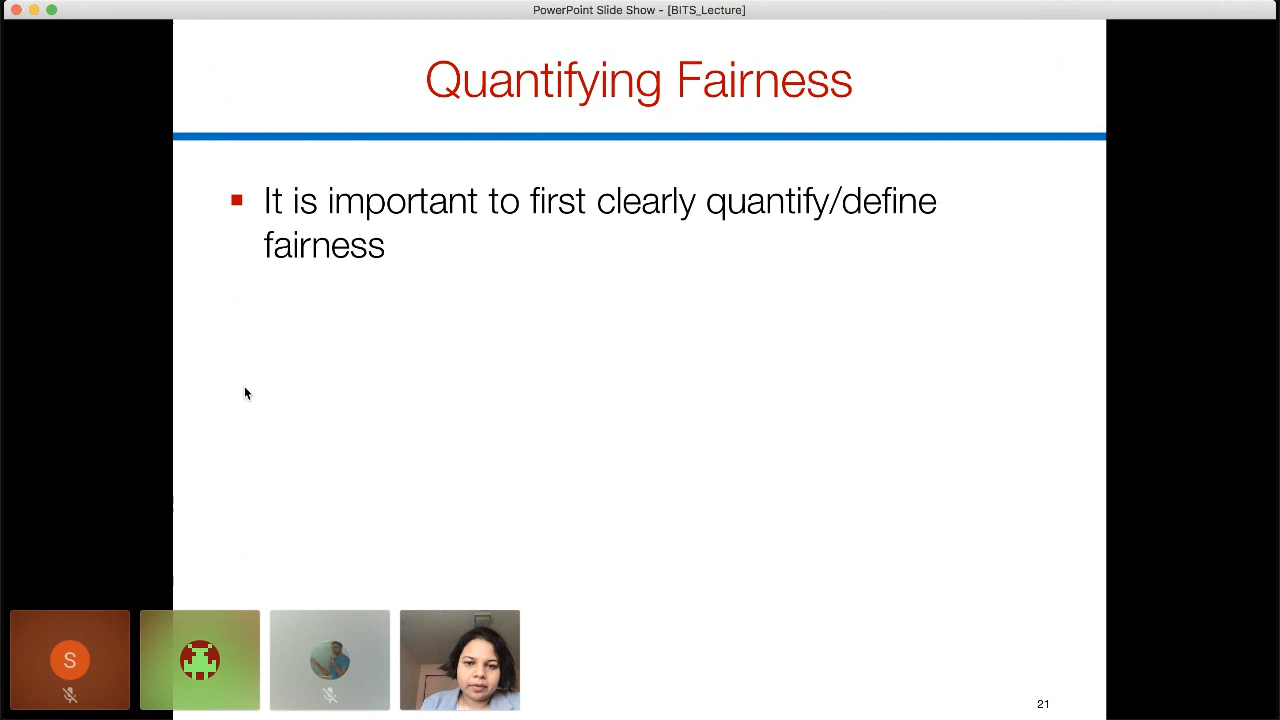 PowerPoint Slide Show - [BITS_Lecture]
Quantifying Fairness
It is important to first clearly quantify/define
fairness
S
21